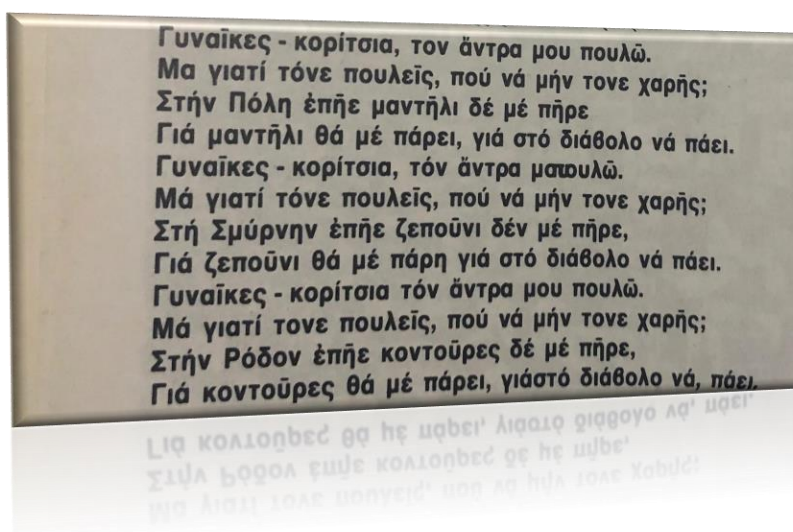 Γυναῖκες - κορίτσια, τον ἄντρα μου πουλῶ.
Μα γιατί τόνε πουλεῖς, πού νά μήν τονε χαρῆς;
Στήν Πόλη ἐπῆε μαντῆλι δέ μέ πῆρε
Γιά μαντῆλι θά μέ πάρει, γιά στό διάβολο νά πάει.
Γυναῖκες - κορίτσια, τόν ἄντρα ματουλῶ.
Μά γιατί τόνε πουλεῖς, πού νά μήν τονε χαρῆς;
Στή Σμύρνην ἐπῆε ζεποῦνι δέν μέ πῆρε,
Γιά ζεποῦνι θά μέ πάρη γιά στό διάβολο νά πάει.
Γυναῖκες - κορίτσια τόν ἄντρα μου πουλῶ.
Μά γιατί τονε πουλεῖς, πού νά μήν τονε χαρῆς;
Στήν Ρόδον ἐπῆε κοντοῦρες δέ μέ πῆρε,
Γιά κοντοῦρες θά μέ πάρει, γιάστό διάβολο νά, πάει.